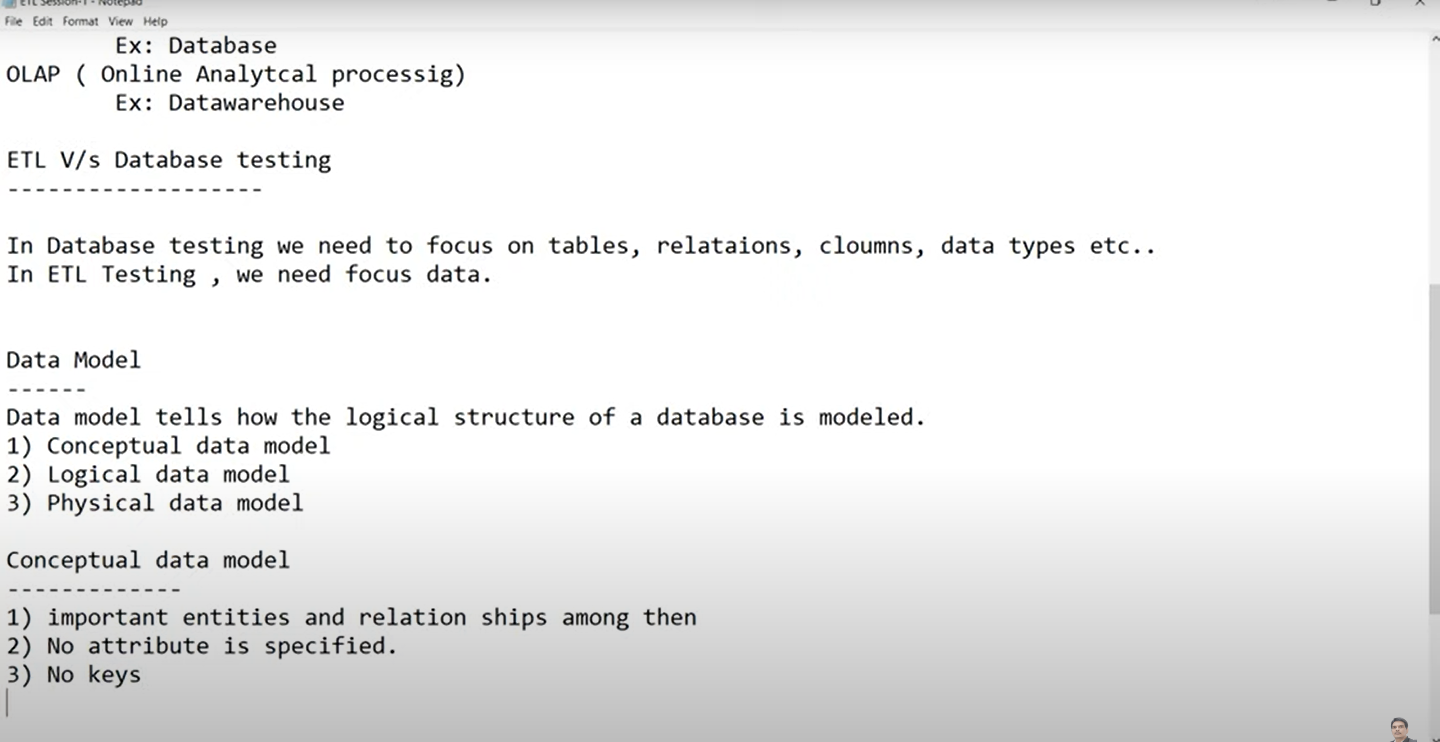 ETL Session-1 - Notepad
File Edit Format View Help
Ex: Database
OLAP ( Online Analytcal processig)
Ex: Datawarehouse
ETL V/s Database testing
-------------------
In Database testing we need to focus on tables, relataions, cloumns, data types etc..
In ETL Testing , we need focus data.
Data Model
------
Data model tells how the logical structure of a database is modeled.
1) Conceptual data model
2) Logical data model
3) Physical data model
Conceptual data model
-------------
1) important entities and relation ships among then
2) No attribute is specified.
3) No keys